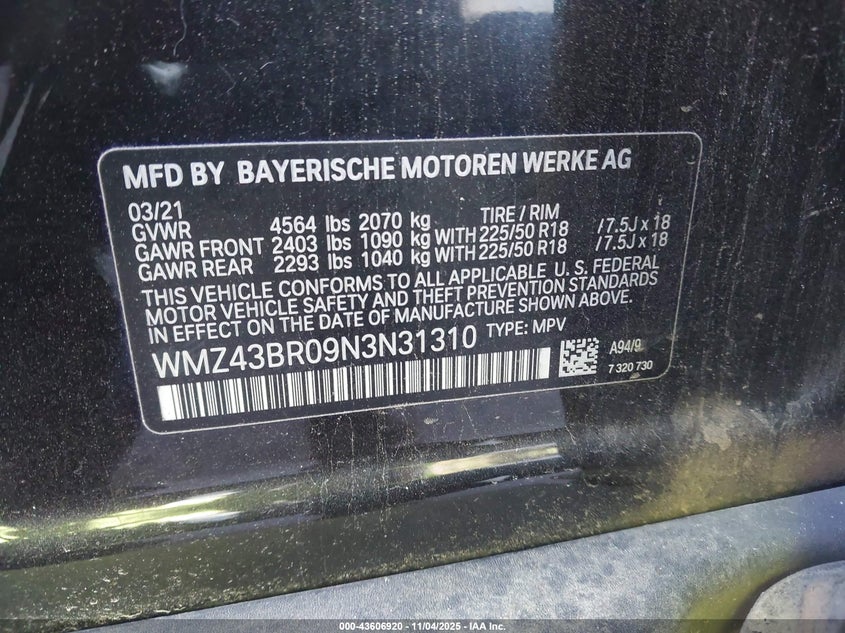 MFD BY BAYERISCHE MOTOREN WERKE AG
03/21
GVWR 4564 lbs 2070 kg TIRE / RIM
GAWR FRONT 2403 lbs 1090 kg WITH 225/50 R18 / 7.5J x 18
GAWR REAR 2293 lbs 1040 kg WITH 225/50 R18 / 7.5J x 18
THIS VEHICLE CONFORMS TO ALL APPLICABLE U. S. FEDERAL
MOTOR VEHICLE SAFETY AND THEFT PREVENTION STANDARDS
IN EFFECT ON THE DATE OF MANUFACTURE SHOWN ABOVE.
WMZ43BR09N3N31310 TYPE: MPV
A94/9
7 320 730
000-43606920 - 11/04/2025 - IAA Inc.